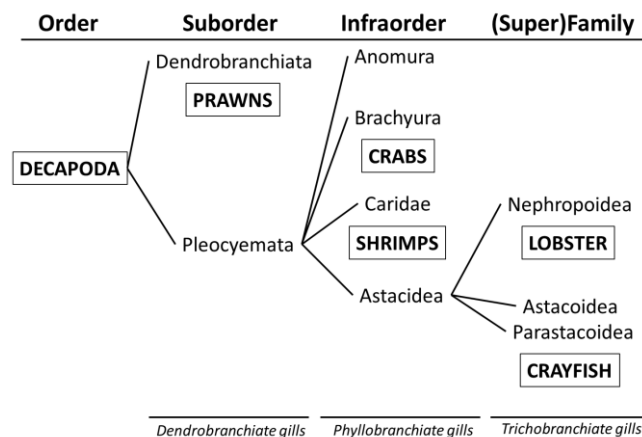 Order Suborder Infraorder (Super)Family
Dendrobranchiata
PRAWNS
Anomura
Brachyura
CRABS
DECAPODA
Caridae
SHRIMPS
Nephropoidea
LOBSTER
Pleocyemata
Astacidea
Astacoidea
Parastacoidea
CRAYFISH
Dendrobranchiate gills Phyllobranchiate gills Trichobranchiate gills